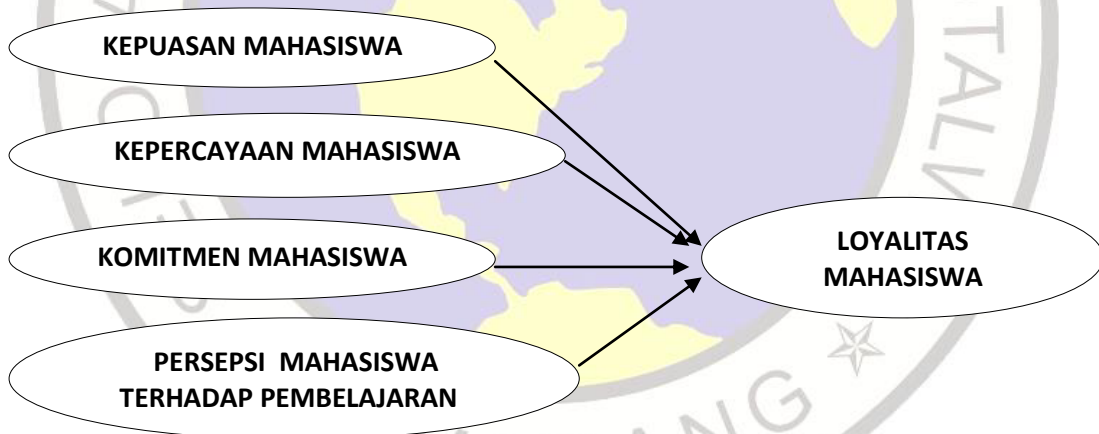 KEPUASAN MAHASISWA
KEPERCAYAAN MAHASISWA
KOMITMEN MAHASISWA
LOYALITAS
MAHASISWA
PERSEPSI MAHASISWA
TERHADAP PEMBELAJARAN